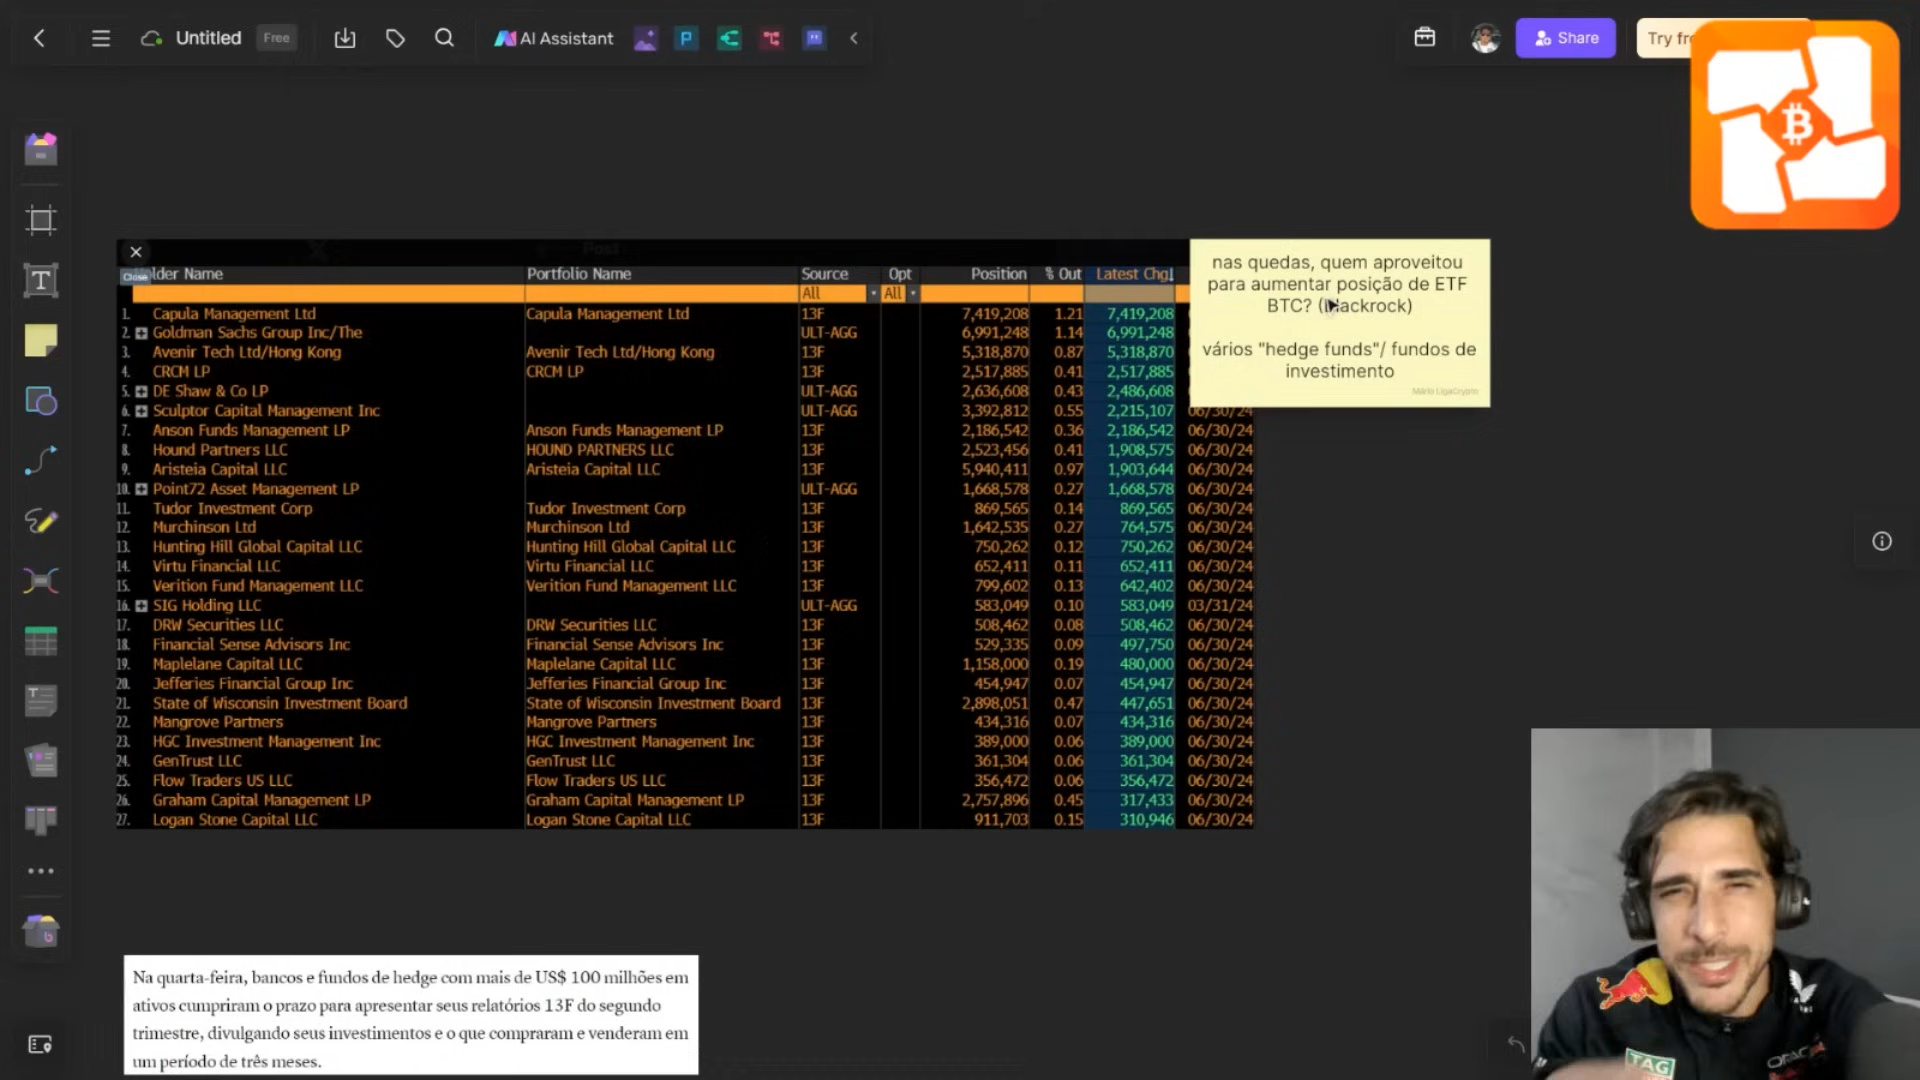 Untitled
Free
AI Assistant
Share
Try fr
Close
lder Name Portfolio Name Source Opt Position % Out Latest Chg
All All
1. Capula Management Ltd Capula Management Ltd 13F 7,419,208 1.21 7,419,208
2. Goldman Sachs Group Inc/The ULT-AGG 6,991,248 1.14 6,991,248
3. Avenir Tech Ltd/Hong Kong Avenir Tech Ltd/Hong Kong 13F 5,318,870 0.87 5,318,870
4. CRCM LP CRCM LP 13F 2,517,885 0.41 2,517,885
5. DE Shaw & Co LP ULT-AGG 2,636,608 0.43 2,486,608
6. Sculptor Capital Management Inc ULT-AGG 3,392,812 0.55 2,215,107 06/30/24
7. Anson Funds Management LP Anson Funds Management LP 13F 2,186,542 0.36 2,186,542 06/30/24
8. Hound Partners LLC HOUND PARTNERS LLC 13F 2,523,456 0.41 1,908,575 06/30/24
9. Aristeia Capital LLC Aristeia Capital LLC 13F 5,940,411 0.97 1,903,644 06/30/24
10. Point72 Asset Management LP ULT-AGG 1,668,578 0.27 1,668,578 06/30/24
11. Tudor Investment Corp Tudor Investment Corp 13F 869,565 0.14 869,565 06/30/24
12. Murchinson Ltd Murchinson Ltd 13F 1,642,535 0.27 764,575 06/30/24
13. Hunting Hill Global Capital LLC Hunting Hill Global Capital LLC 13F 750,262 0.12 750,262 06/30/24
14. Virtu Financial LLC Virtu Financial LLC 13F 652,411 0.11 652,411 06/30/24
15. Verition Fund Management LLC Verition Fund Management LLC 13F 799,602 0.13 642,402 06/30/24
16. SIG Holding LLC ULT-AGG 583,049 0.10 583,049 03/31/24
17. DRW Securities LLC DRW Securities LLC 13F 508,462 0.08 508,462 06/30/24
18. Financial Sense Advisors Inc Financial Sense Advisors Inc 13F 529,335 0.09 497,750 06/30/24
19. Maplelane Capital LLC Maplelane Capital LLC 13F 1,158,000 0.19 480,000 06/30/24
20. Jefferies Financial Group Inc Jefferies Financial Group Inc 13F 454,947 0.07 454,947 06/30/24
21. State of Wisconsin Investment Board State of Wisconsin Investment Board 13F 2,898,051 0.47 447,651 06/30/24
22. Mangrove Partners Mangrove Partners 13F 434,316 0.07 434,316 06/30/24
23. HGC Investment Management Inc HGC Investment Management Inc 13F 389,000 0.06 389,000 06/30/24
24. GenTrust LLC GenTrust LLC 13F 361,304 0.06 361,304 06/30/24
25. Flow Traders US LLC Flow Traders US LLC 13F 356,472 0.06 356,472 06/30/24
26. Graham Capital Management LP Graham Capital Management LP 13F 2,757,896 0.45 317,433 06/30/24
27. Logan Stone Capital LLC Logan Stone Capital LLC 13F 911,703 0.15 310,946 06/30/24
nas quedas, quem aproveitou
para aumentar posição de ETF
BTC? (Blackrock)
vários "hedge funds"/ fundos de
investimento
Mário LigaCrypto
Na quarta-feira, bancos e fundos de hedge com mais de US$ 100 milhões em
ativos cumpriram o prazo para apresentar seus relatórios 13F do segundo
trimestre, divulgando seus investimentos e o que compraram e venderam em
um período de três meses.
Red Bull
TAG
ORACLE